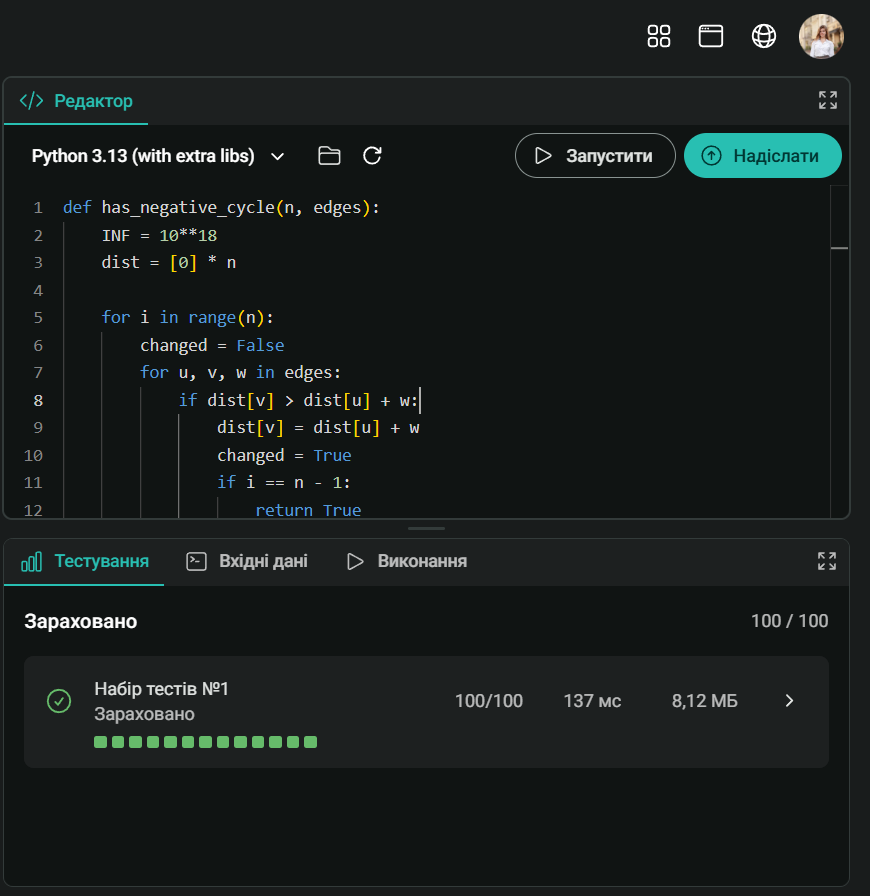 </> Редактор
Python 3.13 (with extra libs)
Запустити
Надіслати
1 def has_negative_cycle(n, edges):
2 INF = 10**18
3 dist = [0] * n
4
5 for i in range(n):
6 changed = False
7 for u, v, w in edges:
8 if dist[v] > dist[u] + w:
9 dist[v] = dist[u] + w
10 changed = True
11 if i == n - 1:
12 return True
Тестування
Вхідні дані
Виконання
Зараховано
100 / 100
Набір тестів №1
Зараховано
100/100
137 мс
8,12 МБ